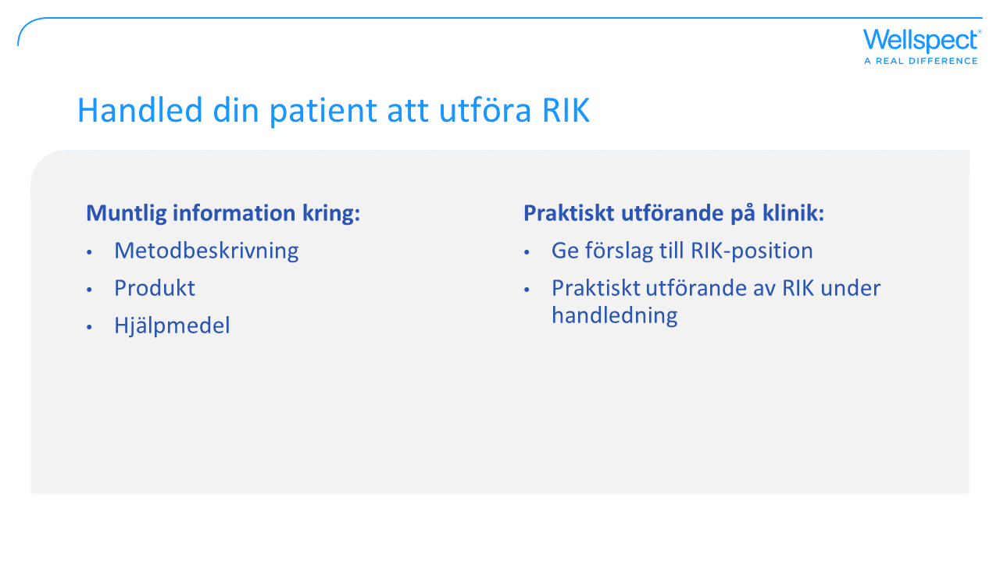 Wellspect®
A REAL DIFFERENCE
Handled din patient att utföra RIK
Muntlig information kring:
• Metodbeskrivning
• Produkt
• Hjälpmedel
Praktiskt utförande på klinik:
• Ge förslag till RIK-position
• Praktiskt utförande av RIK under
handledning